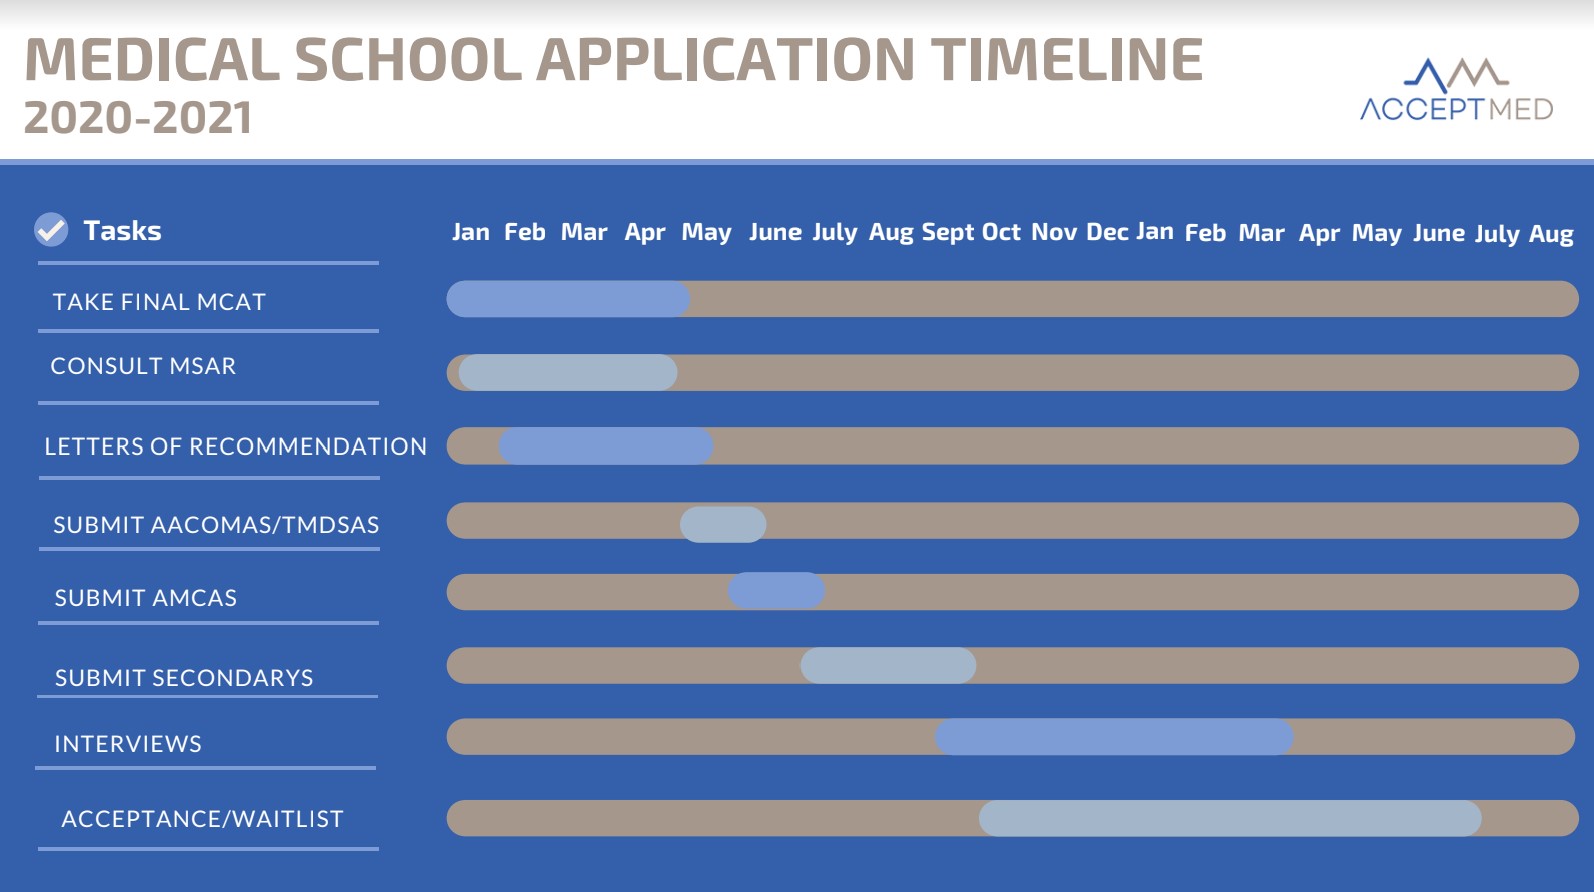 MEDICAL SCHOOL APPLICATION TIMELINE
2020-2021
ACCEPTMED
Tasks
Jan Feb Mar Apr May June July Aug Sept Oct Nov Dec Jan Feb Mar Apr May June July Aug
TAKE FINAL MCAT
CONSULT MSAR
LETTERS OF RECOMMENDATION
SUBMIT AACOMAS/TMDSAS
SUBMIT AMCAS
SUBMIT SECONDARYS
INTERVIEWS
ACCEPTANCE/WAITLIST